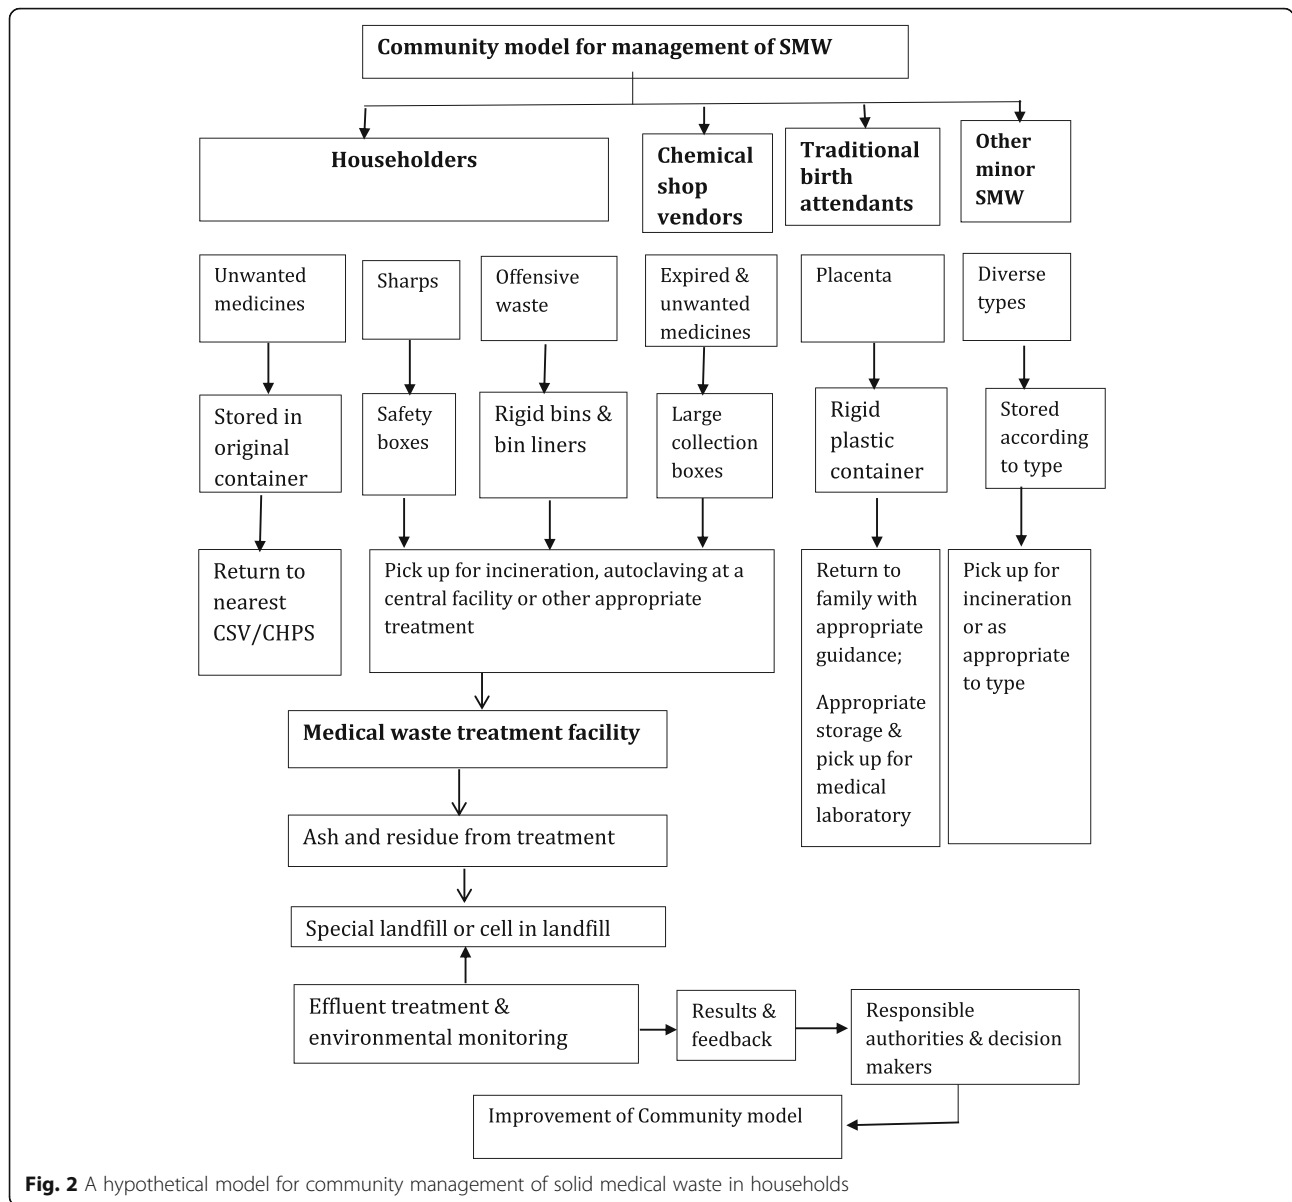 Community model for management of SMW
Householders
Chemical
shop
vendors
Traditional
birth
attendants
Other
minor
SMW
Unwanted
medicines
Sharps
Offensive
waste
Expired &
unwanted
medicines
Placenta
Diverse
types
Stored in
original
container
Safety
boxes
Rigid bins &
bin liners
Large
collection
boxes
Rigid
plastic
container
Stored
according
to type
Return to
nearest
CSV/CHPS
Pick up for incineration, autoclaving at a
central facility or other appropriate
treatment
Return to
family with
appropriate
guidance;
Appropriate
storage &
pick up for
medical
laboratory
Pick up for
incineration
or as
appropriate
to type
Medical waste treatment facility
Ash and residue from treatment
Special landfill or cell in landfill
Effluent treatment &
environmental monitoring
Results &
feedback
Responsible
authorities & decision
makers
Improvement of Community model
Fig. 2 A hypothetical model for community management of solid medical waste in households